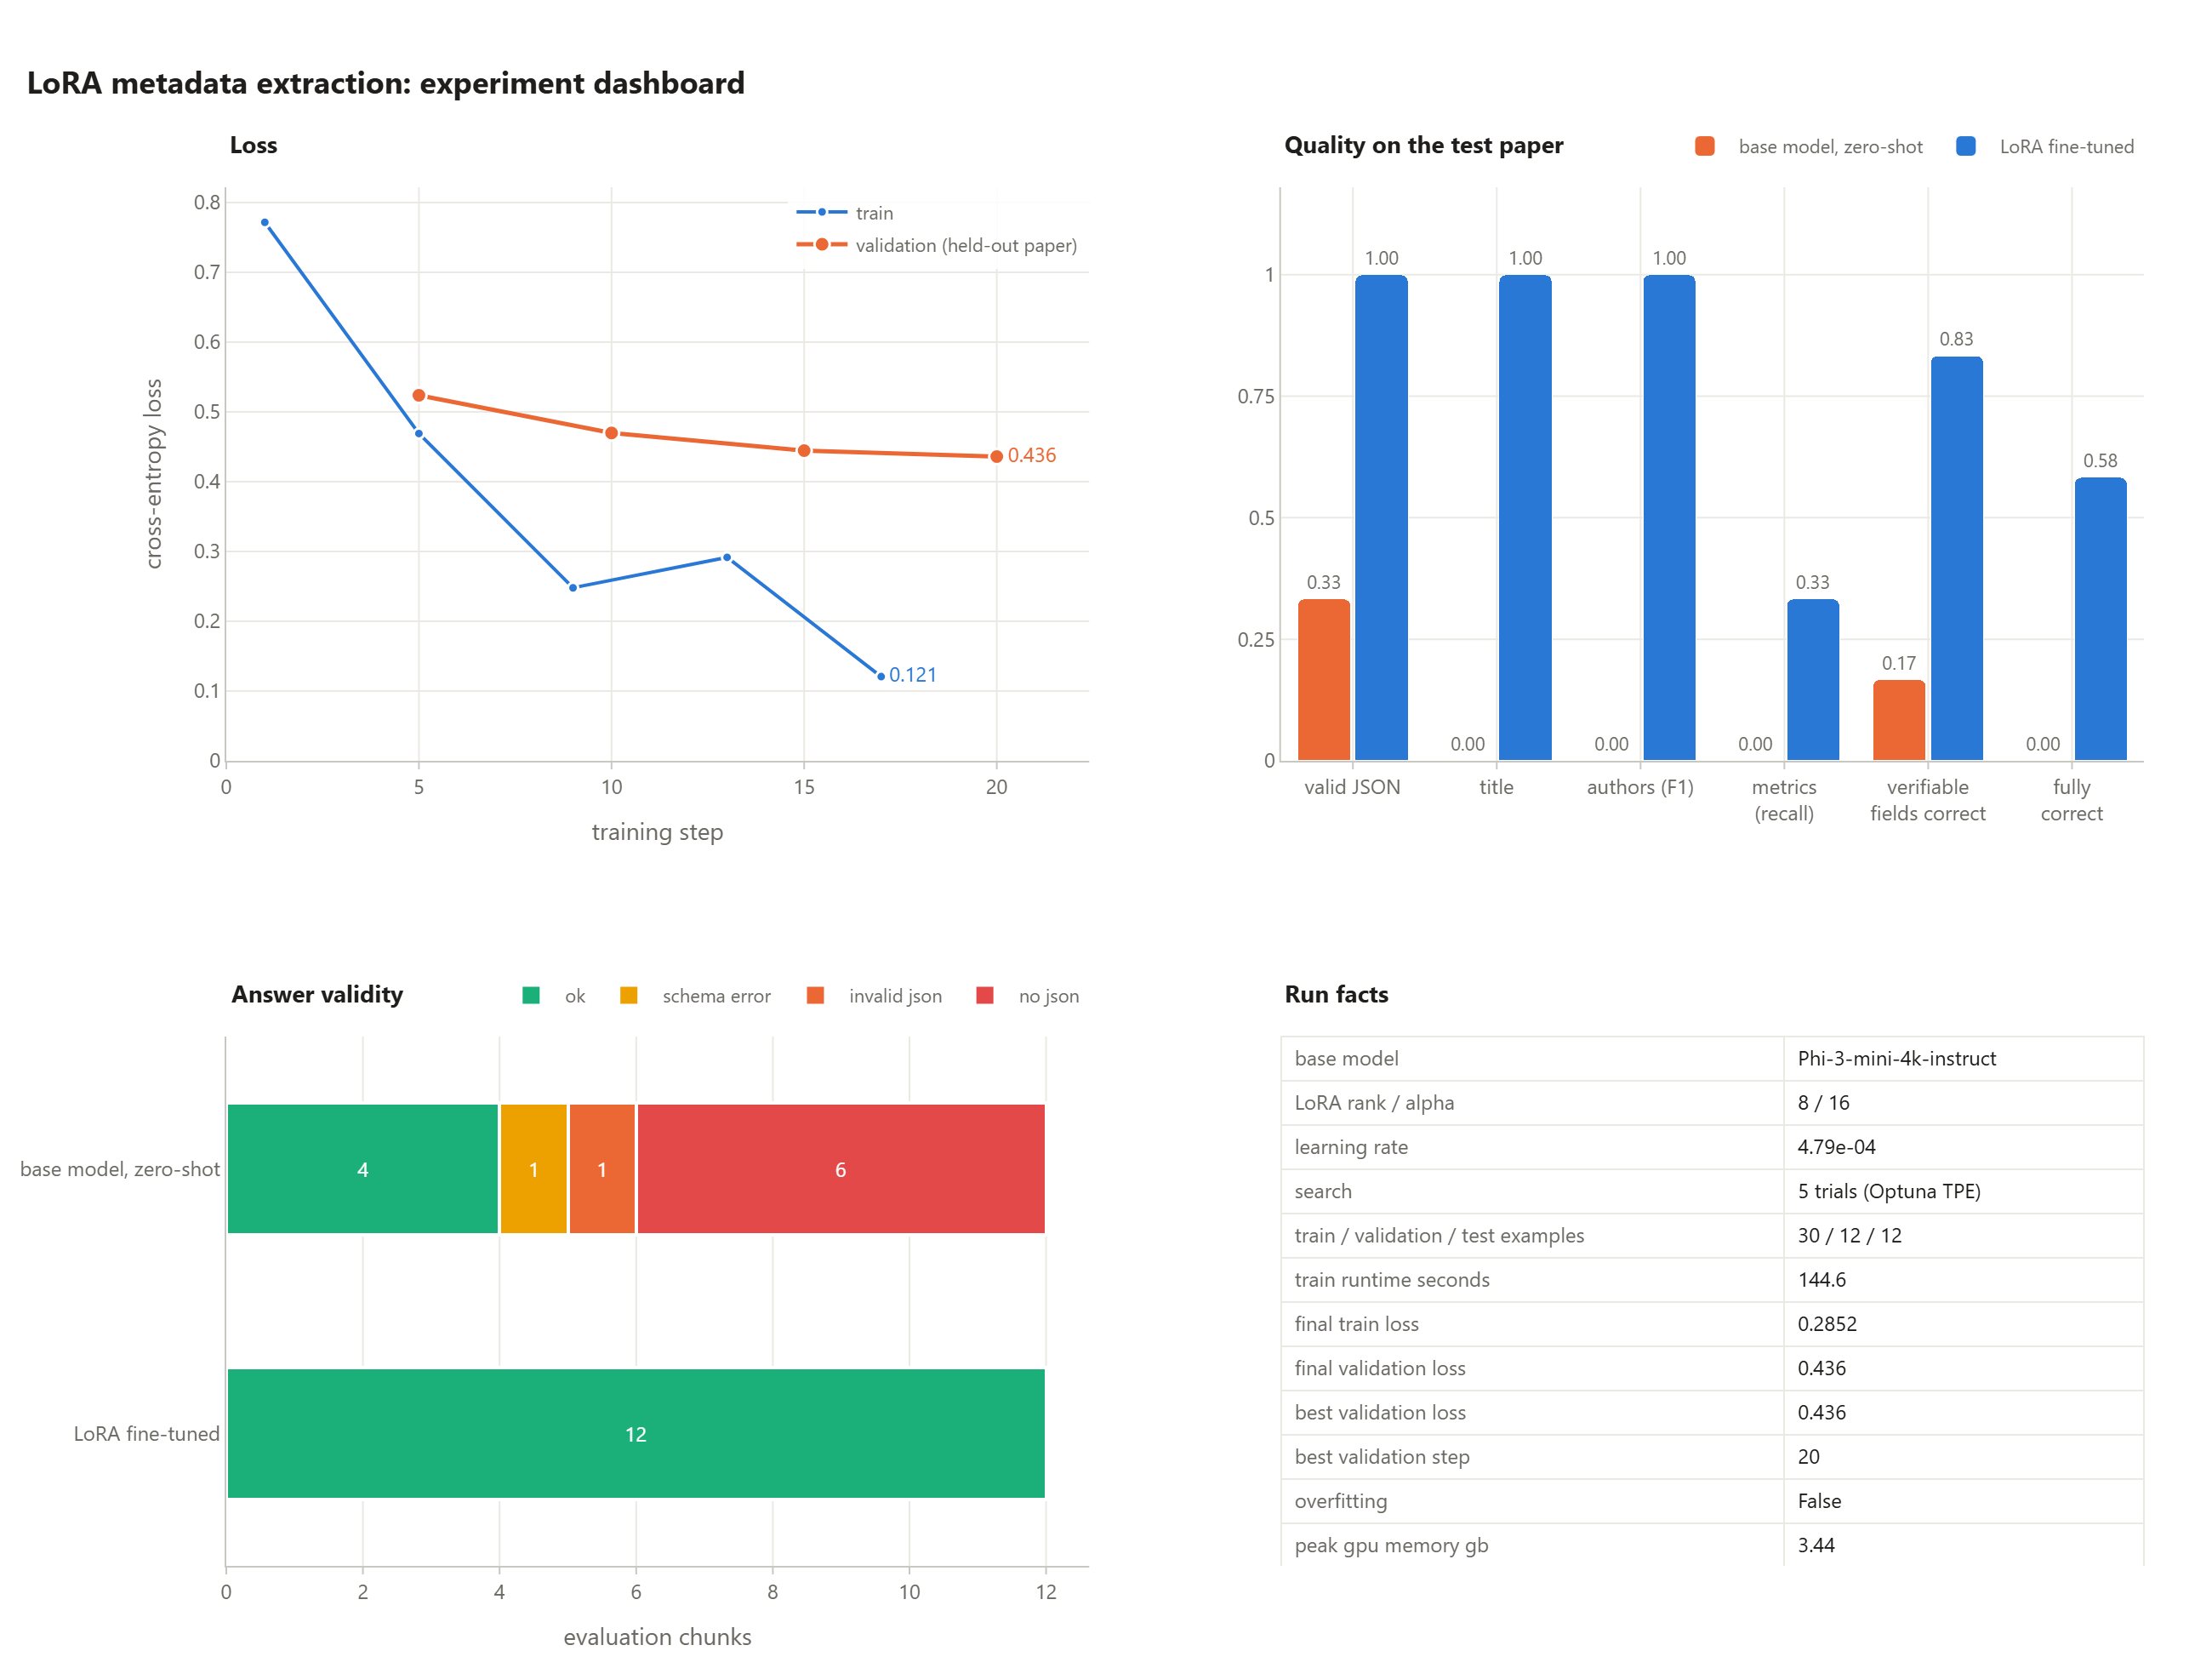 LoRA metadata extraction: experiment dashboard
Loss
train
validation (held-out paper)
0.8
0.7
0.6
0.5
0.4
0.3
0.2
0.1
0
cross-entropy loss
0.436
0.121
0 5 10 15 20
training step
Quality on the test paper
base model, zero-shot LoRA fine-tuned
1
0.75
0.5
0.25
0
0.33 1.00
0.00 1.00
0.00 1.00
0.00 0.33
0.17 0.83
0.00 0.58
valid JSON
title
authors (F1)
metrics
(recall)
verifiable
fields correct
fully
correct
Answer validity
ok schema error invalid json no json
base model, zero-shot
4 1 1 6
LoRA fine-tuned
12
0 2 4 6 8 10 12
evaluation chunks
Run facts
base model Phi-3-mini-4k-instruct
LoRA rank / alpha 8 / 16
learning rate 4.79e-04
search 5 trials (Optuna TPE)
train / validation / test examples 30 / 12 / 12
train runtime seconds 144.6
final train loss 0.2852
final validation loss 0.436
best validation loss 0.436
best validation step 20
overfitting False
peak gpu memory gb 3.44